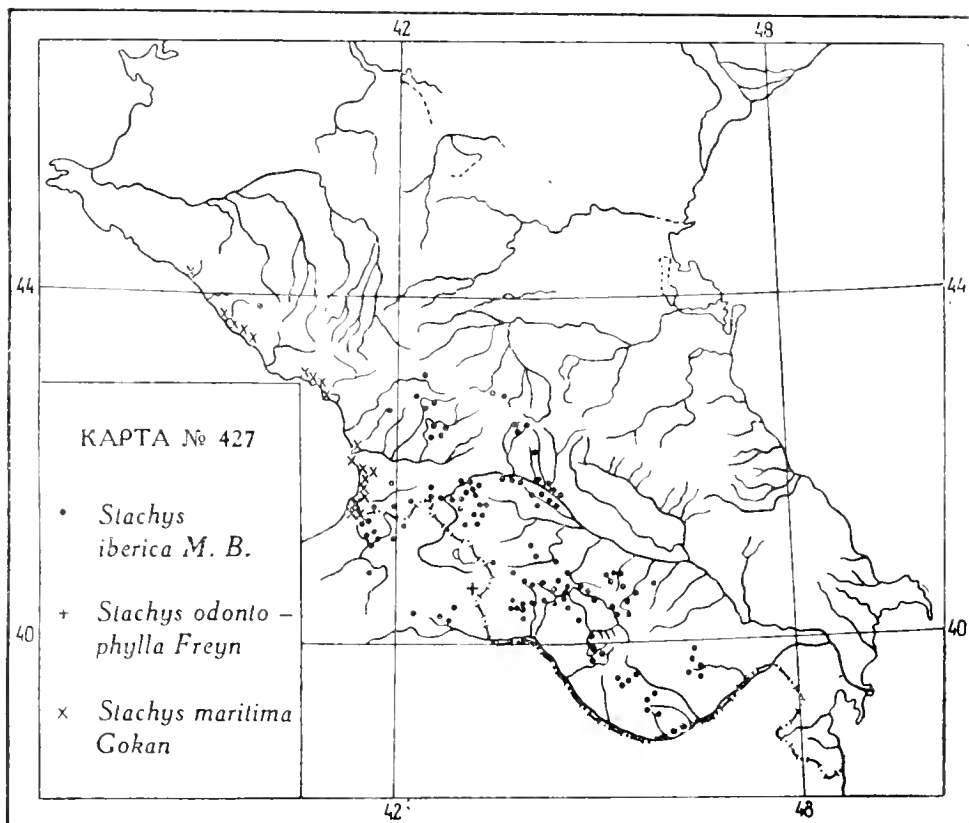 42 48
44 44
КАРТА № 427
• Stachys
iberica M. B.
+ Stachys odonto –
phylla Freyn
x Stachys maritima
Gokan
40 40
42 48